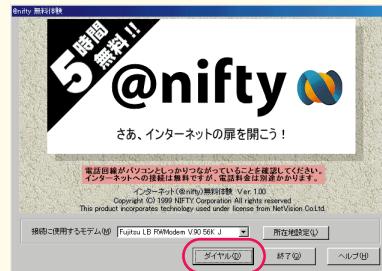 @nifty 無料体験
5時間無料!!
@nifty
さあ、インターネットの扉を開こう！
電話回線がパソコンとしっかりつながっていることを確認してください。
インターネットへの接続は無料ですが、電話料金は別途かかります。
インターネット(@nifty)無料体験 Ver. 1.00
Copyright (C) 1999 NIFTY Corporation All rights reserved
This product incorporates technology used under license from NetVision Co.Ltd.
接続に使用するモデム(M) Fujitsu LB RWModem V.90 56K J 所在地設定(L)
ダイヤル(D) 終了(Q) ヘルプ(H)